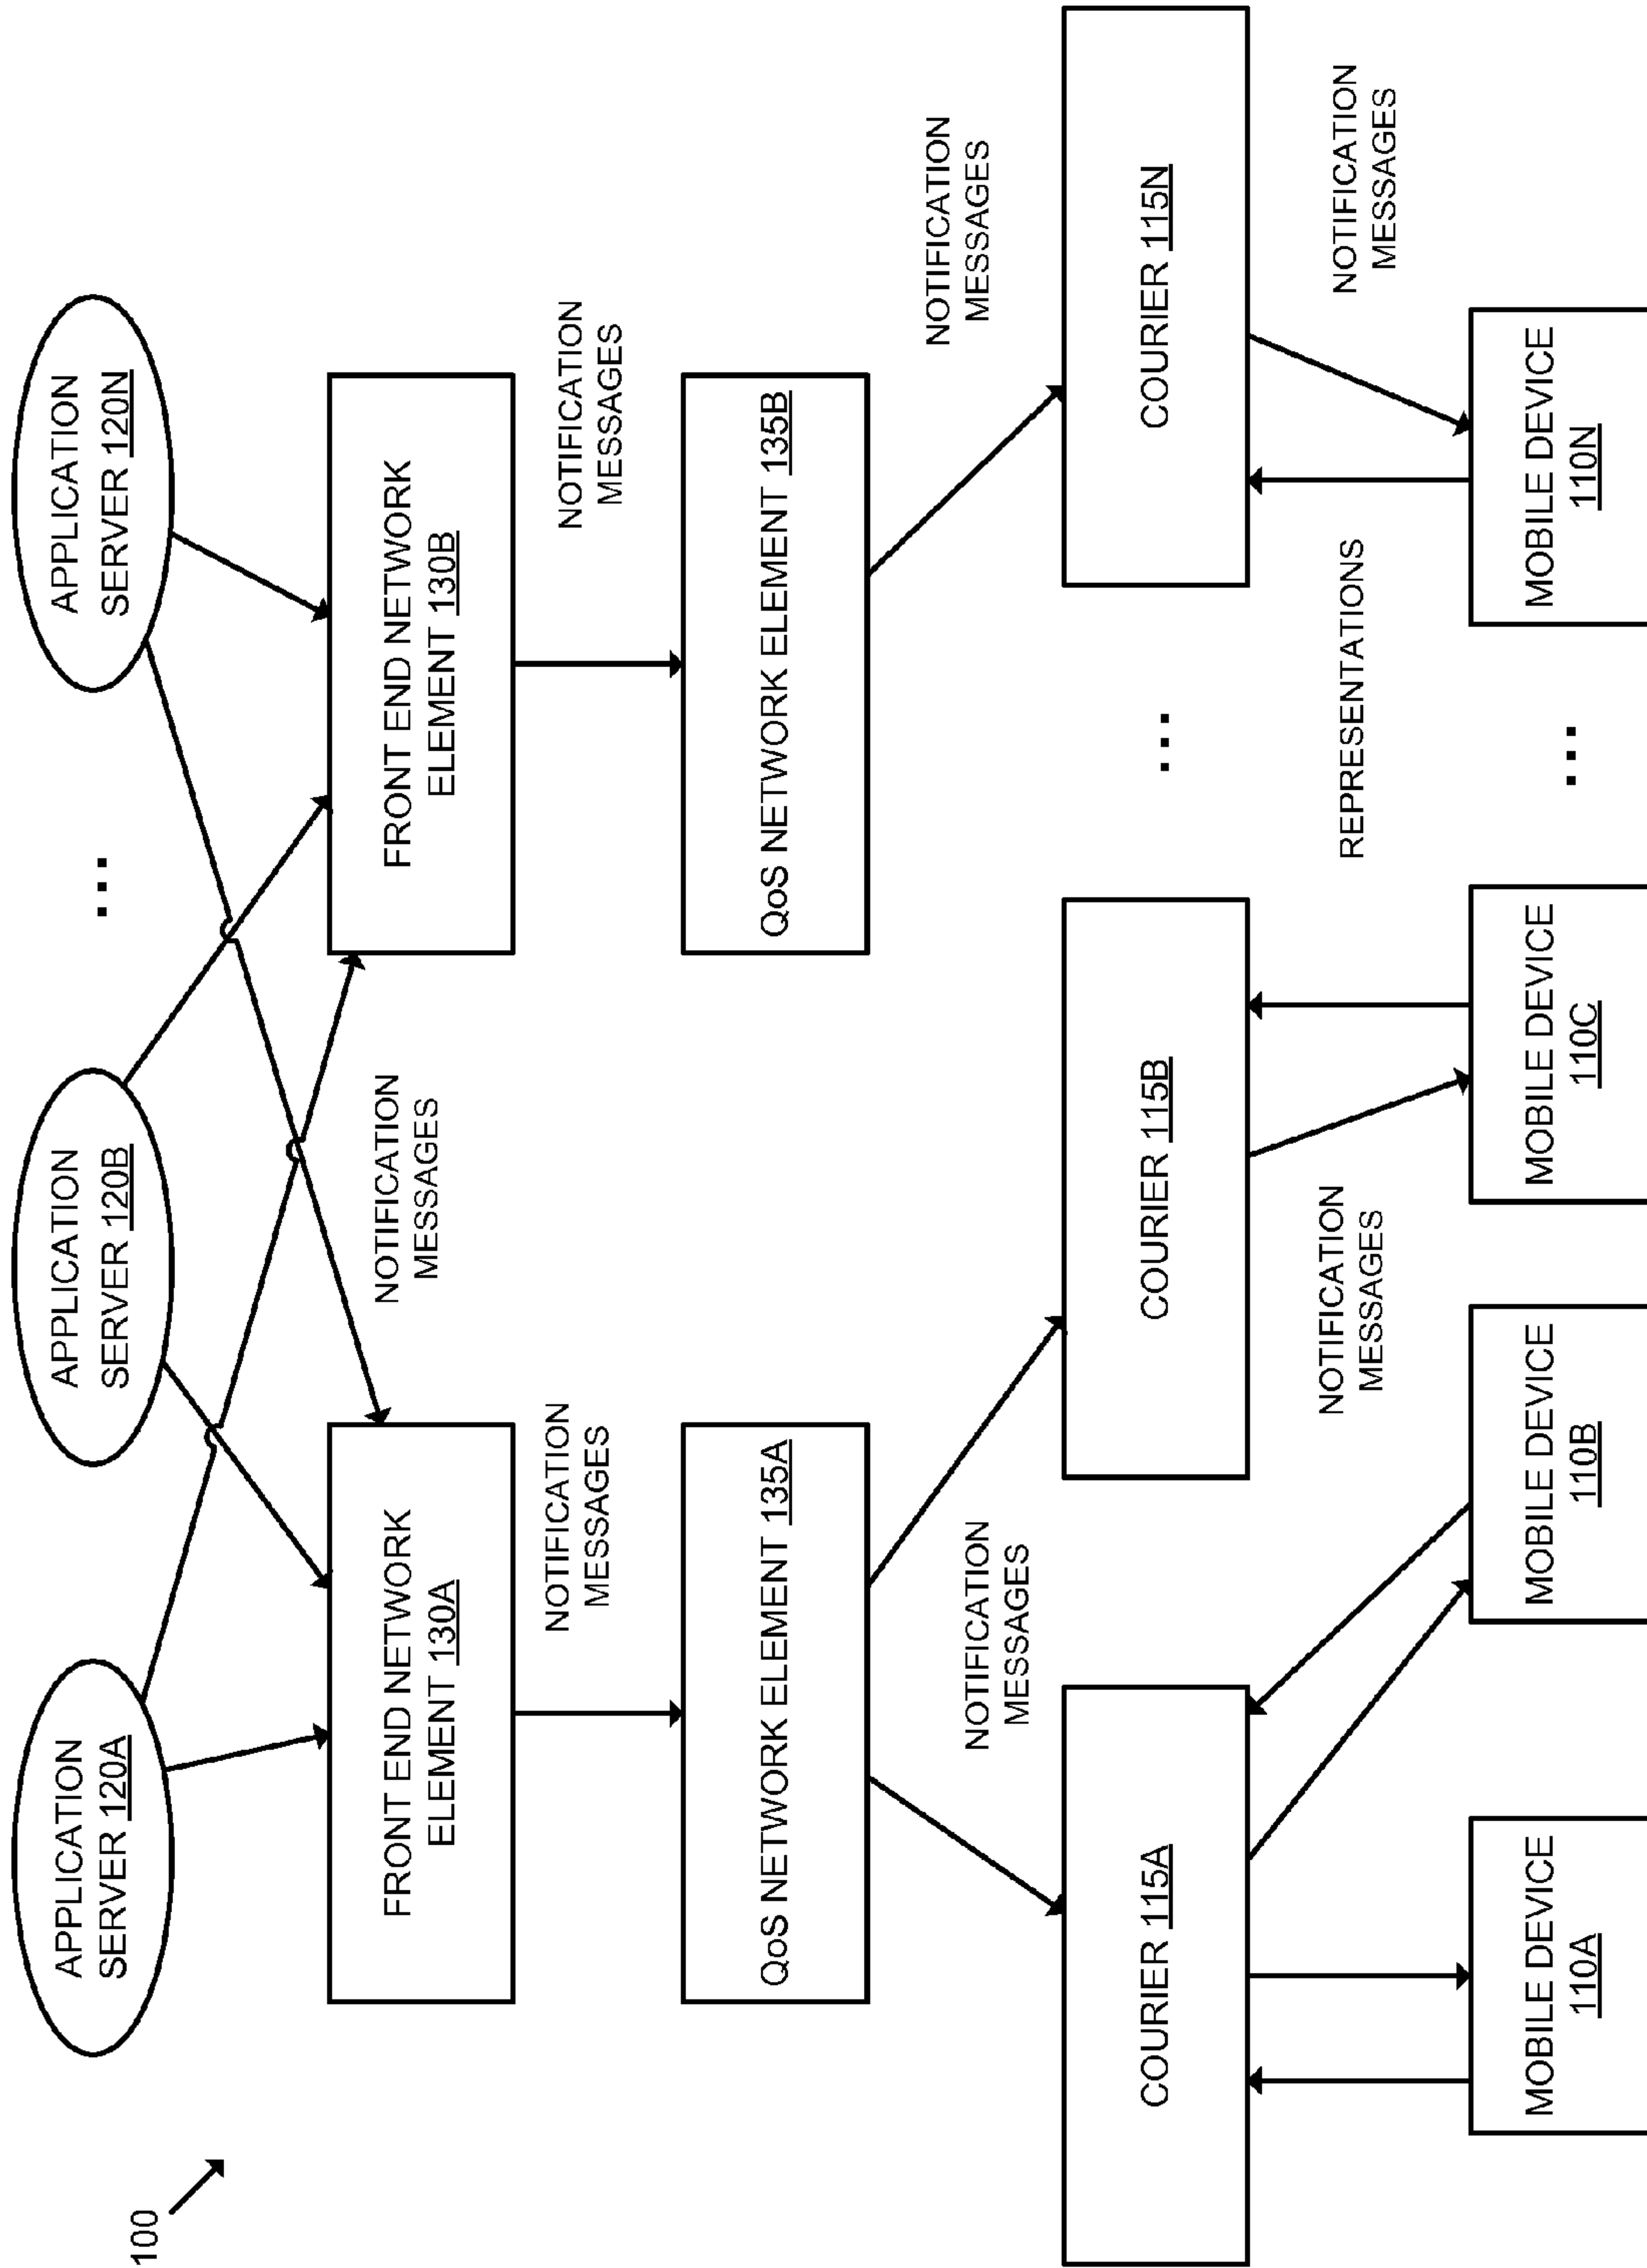 100
APPLICATION
SERVER 120A
APPLICATION
SERVER 120B
...
APPLICATION
SERVER 120N
FRONT END NETWORK
ELEMENT 130A
NOTIFICATION
MESSAGES
FRONT END NETWORK
ELEMENT 130B
NOTIFICATION
MESSAGES
NOTIFICATION
MESSAGES
QoS NETWORK ELEMENT 135A
QoS NETWORK ELEMENT 135B
NOTIFICATION
MESSAGES
NOTIFICATION
MESSAGES
COURIER 115A
COURIER 115B
...
COURIER 115N
NOTIFICATION
MESSAGES
REPRESENTATIONS
NOTIFICATION
MESSAGES
MOBILE DEVICE
110A
MOBILE DEVICE
110B
MOBILE DEVICE
110C
...
MOBILE DEVICE
110N